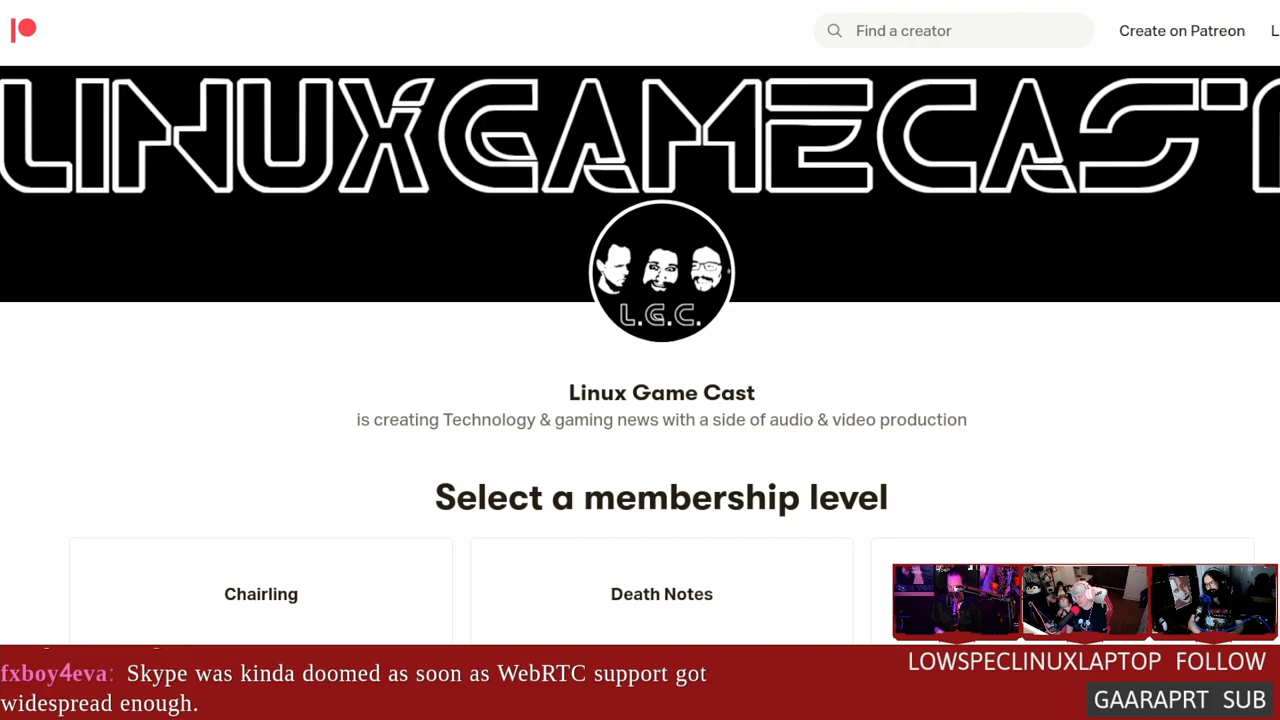 Find a creator
Create on Patreon
L
LINUXGAMECAST
L.G.C.
Linux Game Cast
is creating Technology & gaming news with a side of audio & video production
Select a membership level
Chairling
Death Notes
fxboy4eva: Skype was kinda doomed as soon as WebRTC support got
widespread enough.
LOWSPECLINUXLAPTOP FOLLOW
GAARAPRT SUB